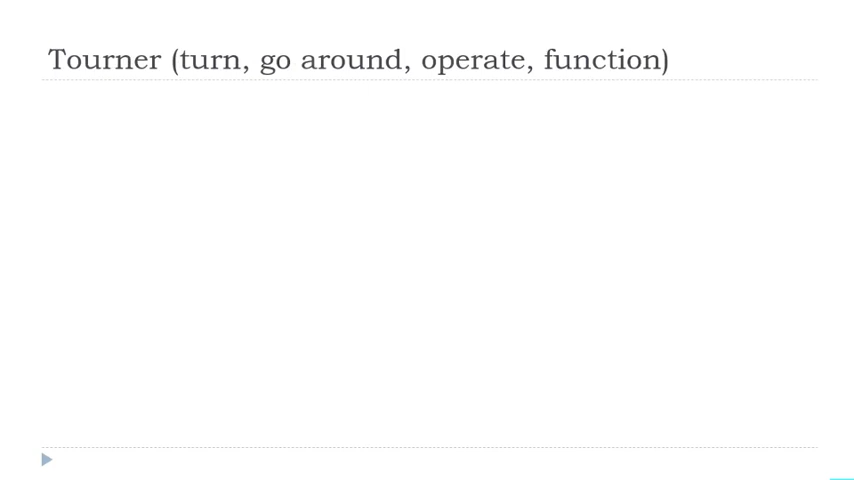 Tourner (turn, go around, operate, function)